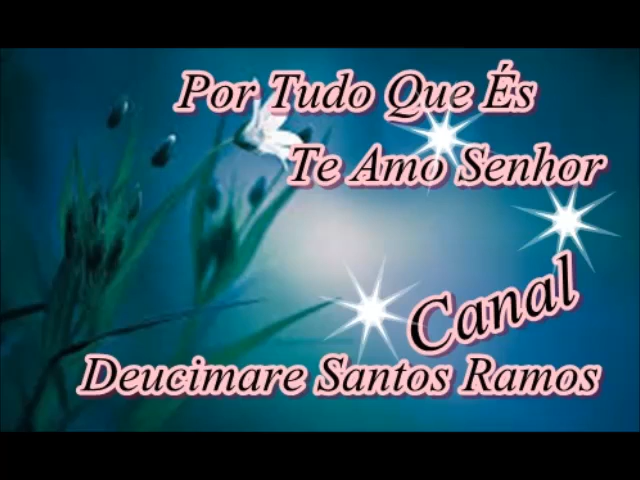 Por Tudo Que És
Te Amo Senhor
Canal
Deucimare Santos Ramos